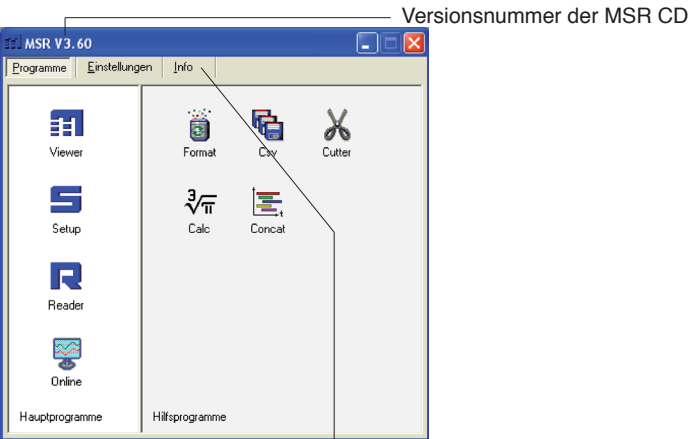 Versionsnummer der MSR CD
MSR V3.60
Programme Einstellungen Info
Viewer Format Csv Cutter
Setup Calc Concat
Reader
Online
Hauptprogramme Hilfsprogramme